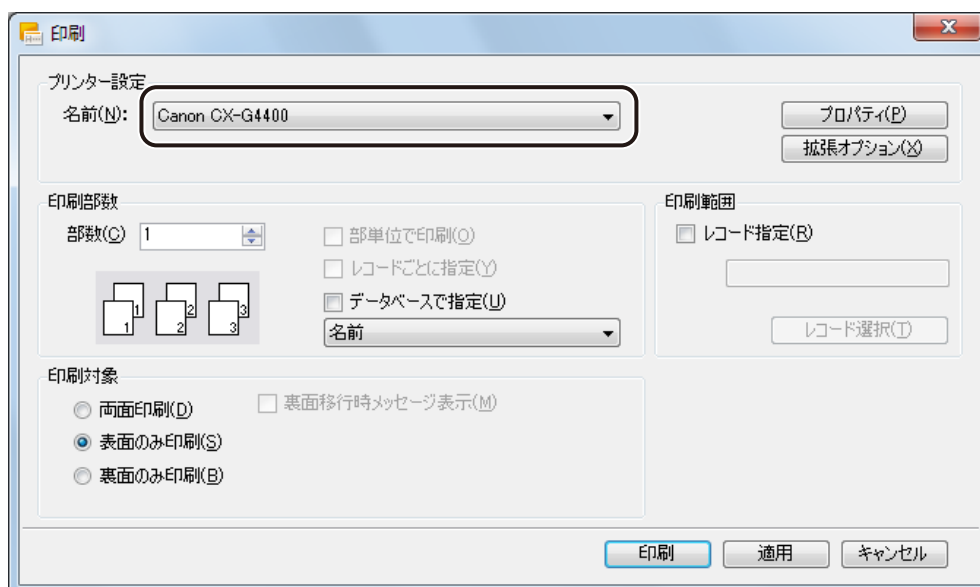 印刷
プリンター設定
名前(N): Canon CX-G4400
プロパティ(P)
拡張オプション(X)
印刷部数
部数(C) 1
部単位で印刷(O)
レコードごとに指定(Y)
データベースで指定(U)
名前
1 1 2 2 3 3
印刷範囲
レコード指定(R)
レコード選択(T)
印刷対象
両面印刷(D)
裏面移行時メッセージ表示(M)
表面のみ印刷(S)
裏面のみ印刷(B)
印刷 適用 キャンセル